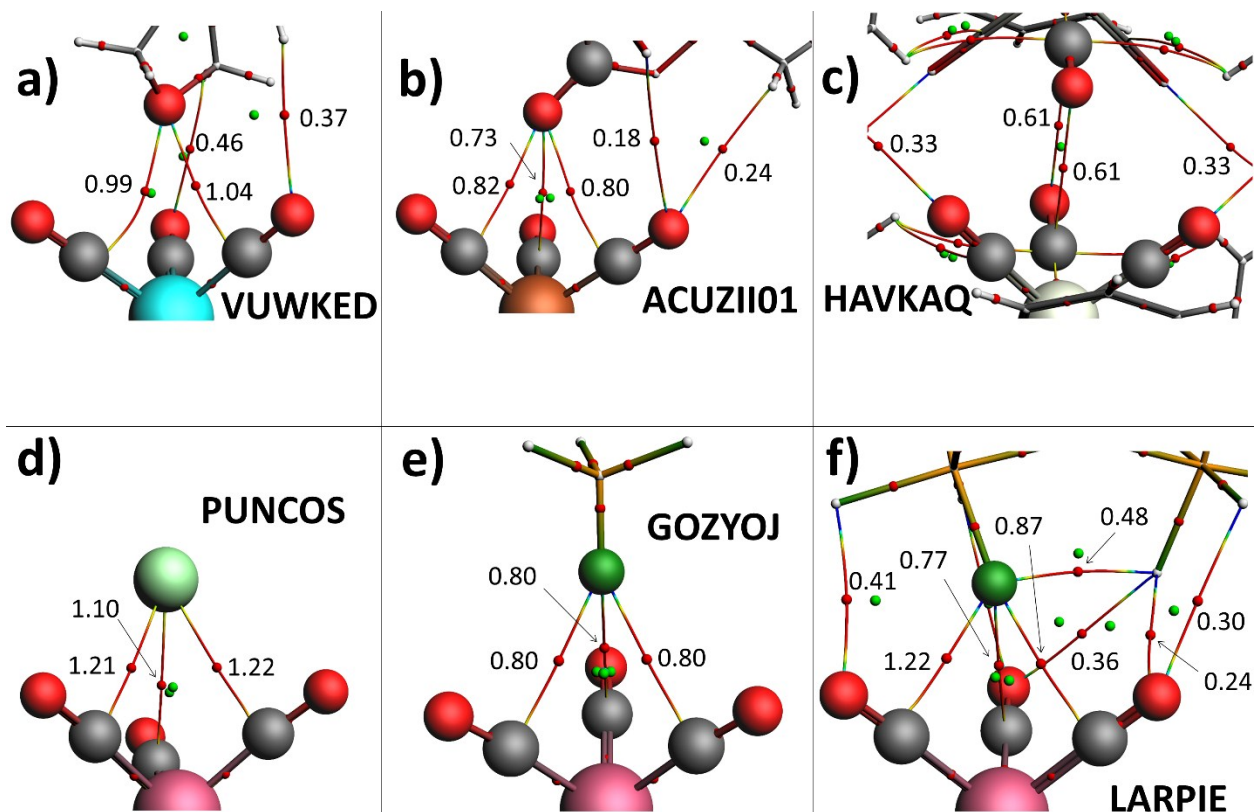 a)
0.37
0.46
0.99
1.04
VUWKED
b)
0.73
0.18
0.24
0.82
0.80
ACUZII01
c)
0.61
0.33
0.61
0.33
HAVKAQ
d)
PUNCOS
1.10
1.21
1.22
e)
GOZYOJ
0.80
0.80
0.80
f)
0.87
0.48
0.77
0.41
0.30
1.22
0.36
0.24
LARPIE